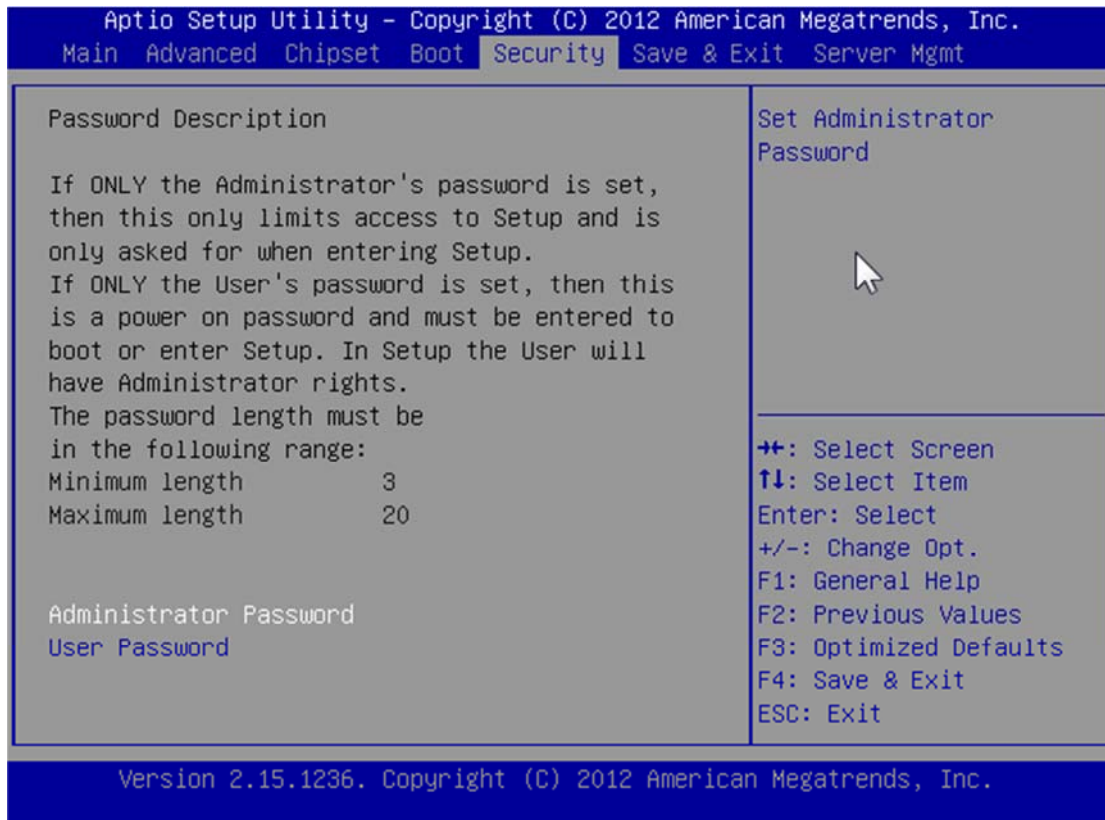 Aptio Setup Utility – Copyright (C) 2012 American Megatrends, Inc.
Main Advanced Chipset Boot Security Save & Exit Server Mgmt
Password Description
If ONLY the Administrator's password is set,
then this only limits access to Setup and is
only asked for when entering Setup.
If ONLY the User's password is set, then this
is a power on password and must be entered to
boot or enter Setup. In Setup the User will
have Administrator rights.
The password length must be
in the following range:
Minimum length 3
Maximum length 20
Administrator Password
User Password
Set Administrator
Password
→←: Select Screen
↑↓: Select Item
Enter: Select
+/-: Change Opt.
F1: General Help
F2: Previous Values
F3: Optimized Defaults
F4: Save & Exit
ESC: Exit
Version 2.15.1236. Copyright (C) 2012 American Megatrends, Inc.